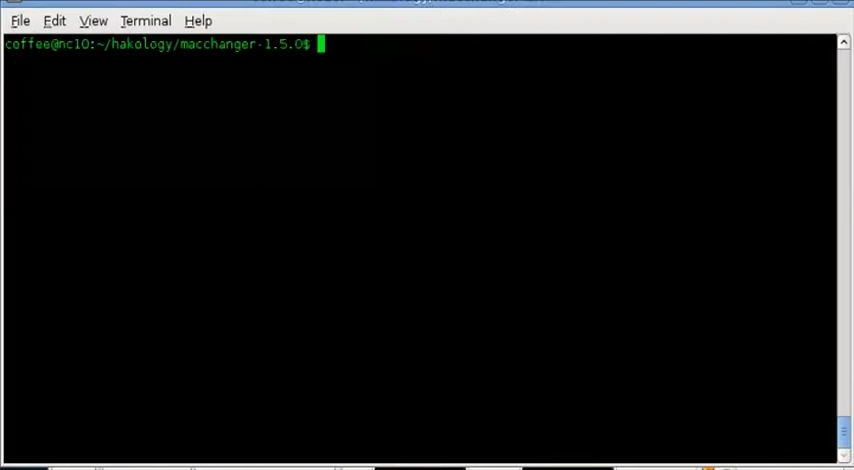 File Edit View Terminal Help
coffee@nc10:~/hakology/macchanger-1.5.0$